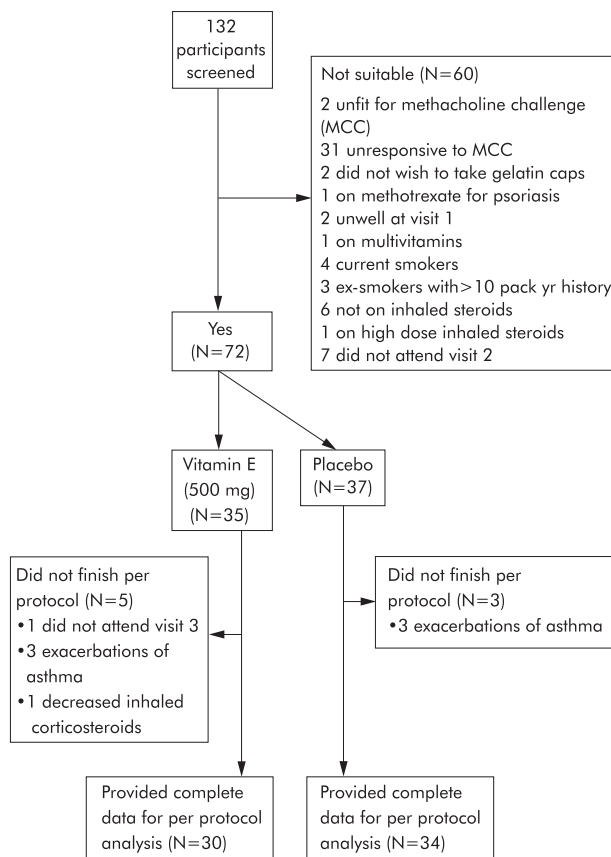 132
participants
screened
Not suitable (N=60)
2 unfit for methacholine challenge
(MCC)
31 unresponsive to MCC
2 did not wish to take gelatin caps
1 on methotrexate for psoriasis
2 unwell at visit 1
1 on multivitamins
4 current smokers
3 ex-smokers with>10 pack yr history
6 not on inhaled steroids
1 on high dose inhaled steroids
7 did not attend visit 2
Yes
(N=72)
Vitamin E
(500 mg)
(N=35)
Placebo
(N=37)
Did not finish per
protocol (N=5)
•1 did not attend visit 3
•3 exacerbations of
asthma
•1 decreased inhaled
corticosteroids
Did not finish per
protocol (N=3)
•3 exacerbations of asthma
Provided complete
data for per protocol
analysis (N=30)
Provided complete
data for per protocol
analysis (N=34)